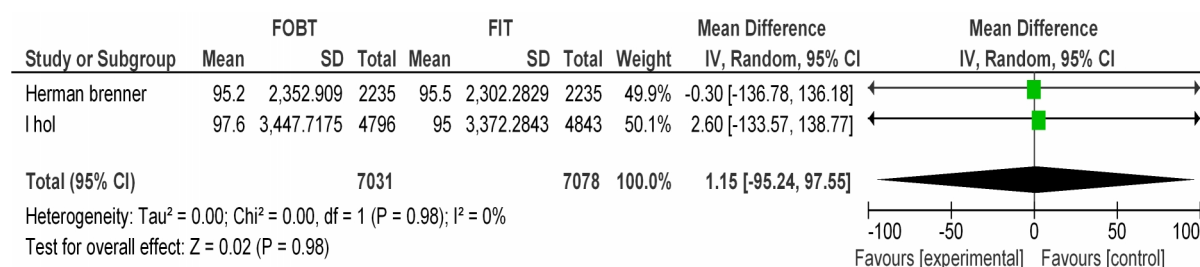 FOBT FIT Mean Difference Mean Difference
Study or Subgroup Mean SD Total Mean SD Total Weight IV, Random, 95% CI IV, Random, 95% CI
Herman brenner 95.2 2,352.909 2235 95.5 2,302.2829 2235 49.9% -0.30 [-136.78, 136.18]
I hol 97.6 3,447.7175 4796 95 3,372.2843 4843 50.1% 2.60 [-133.57, 138.77]
Total (95% CI) 7031 7078 100.0% 1.15 [-95.24, 97.55]
Heterogeneity: Tau² = 0.00; Chi² = 0.00, df = 1 (P = 0.98); I² = 0%
Test for overall effect: Z = 0.02 (P = 0.98)
-100 -50 0 50 100
Favours [experimental] Favours [control]